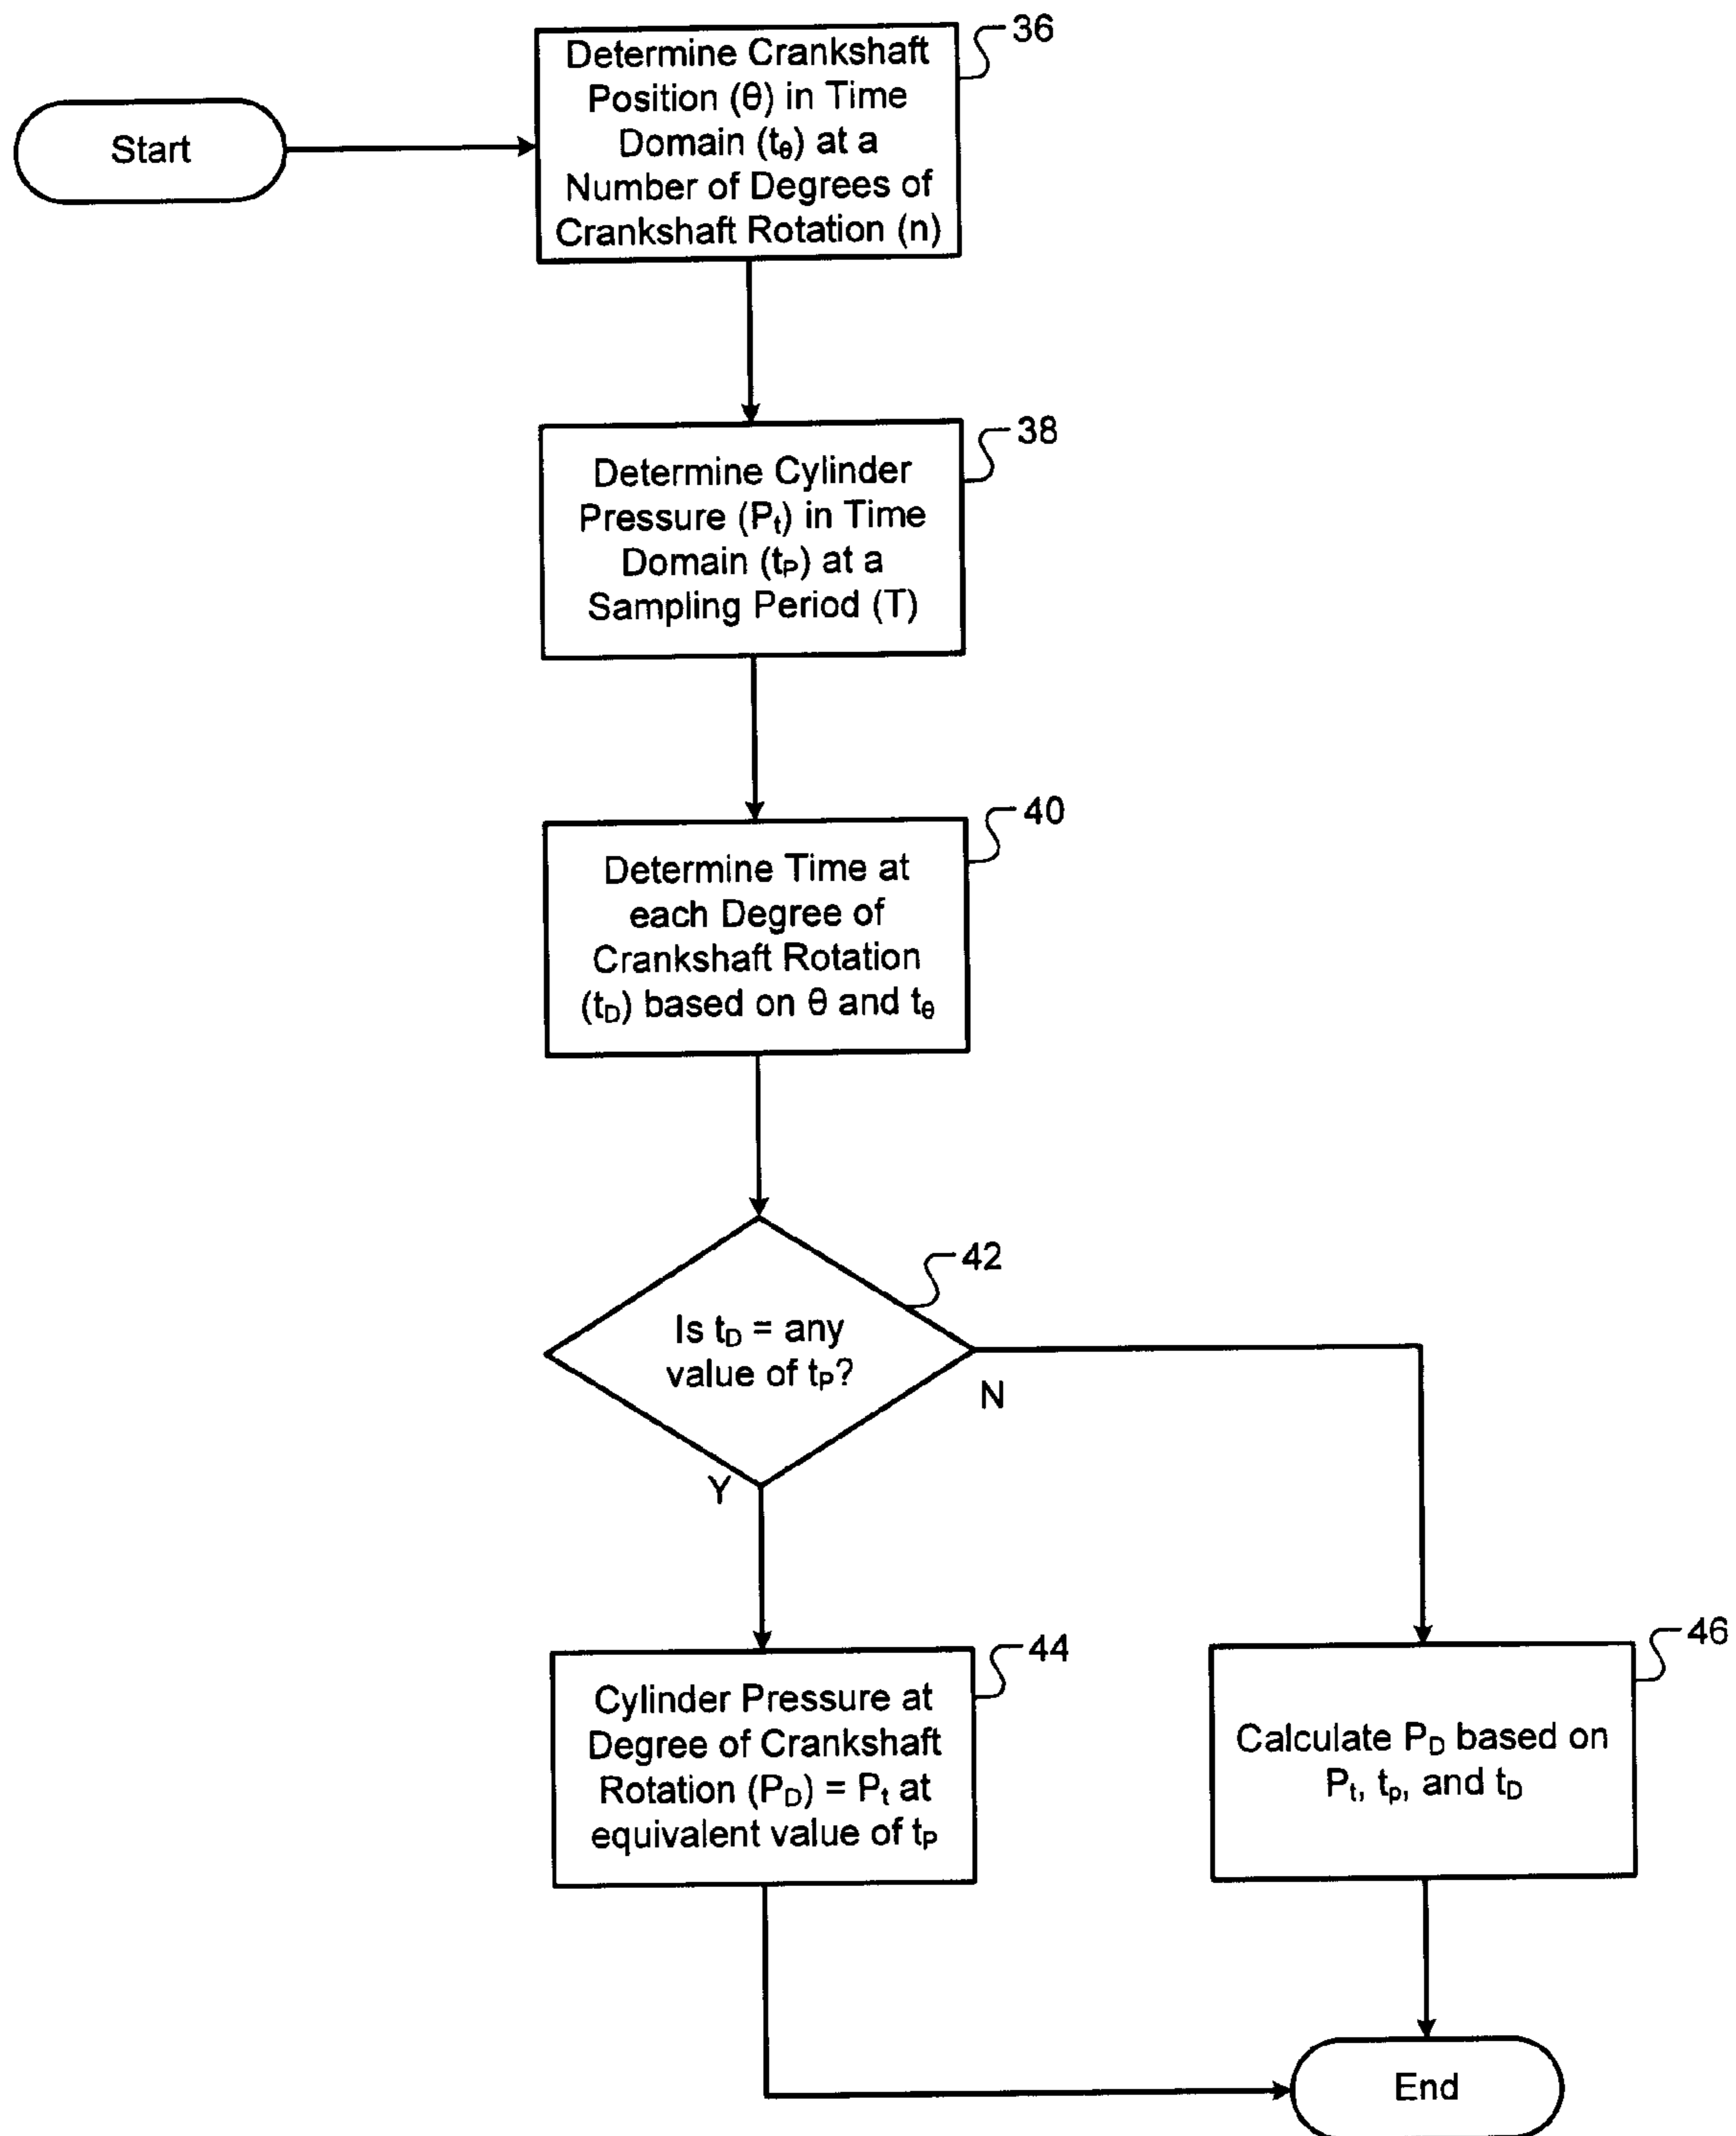 36
Determine Crankshaft
Position (θ) in Time
Domain (tθ) at a
Number of Degrees of
Crankshaft Rotation (n)
Start
38
Determine Cylinder
Pressure (Pt) in Time
Domain (tP) at a
Sampling Period (T)
40
Determine Time at
each Degree of
Crankshaft Rotation
(tD) based on θ and tθ
42
Is tD = any
value of tP?
N
Y
44
Cylinder Pressure at
Degree of Crankshaft
Rotation (PD) = Pt at
equivalent value of tP
46
Calculate PD based on
Pt, tp, and tD
End